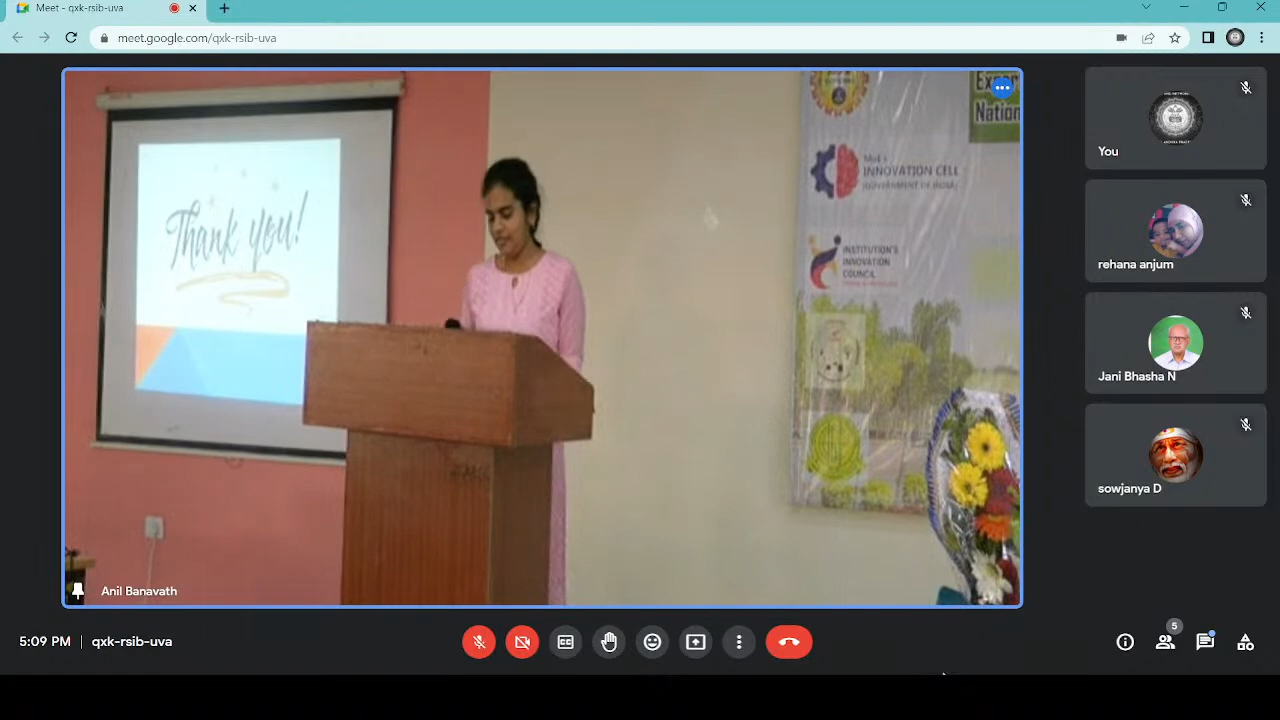 Meet - qxk-rsib-uva
meet.google.com/qxk-rsib-uva
Thank you!
Nation
MoE's
INNOVATION CELL
(GOVERNMENT OF INDIA)
INSTITUTION'S
INNOVATION
COUNCIL
Anil Banavath
You
rehana anjum
Jani Bhasha N
sowjanya D
5:09 PM | qxk-rsib-uva
5